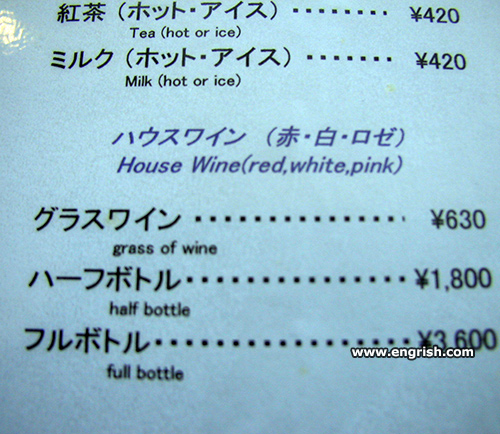 紅茶（ホット・アイス）・・・・・・・・ ¥420
Tea (hot or ice)
ミルク（ホット・アイス）・・・・・・・ ¥420
Milk (hot or ice)
ハウスワイン （赤・白・ロゼ）
House Wine(red,white,pink)
グラスワイン ・・・・・・・・・・・・・・ ¥630
grass of wine
ハーフボトル・・・・・・・・・・・・・・・ ¥1,800
half bottle
フルボトル・・・・・・・・・・・・・・・・・ ¥3,600
www.engrish.com
full bottle